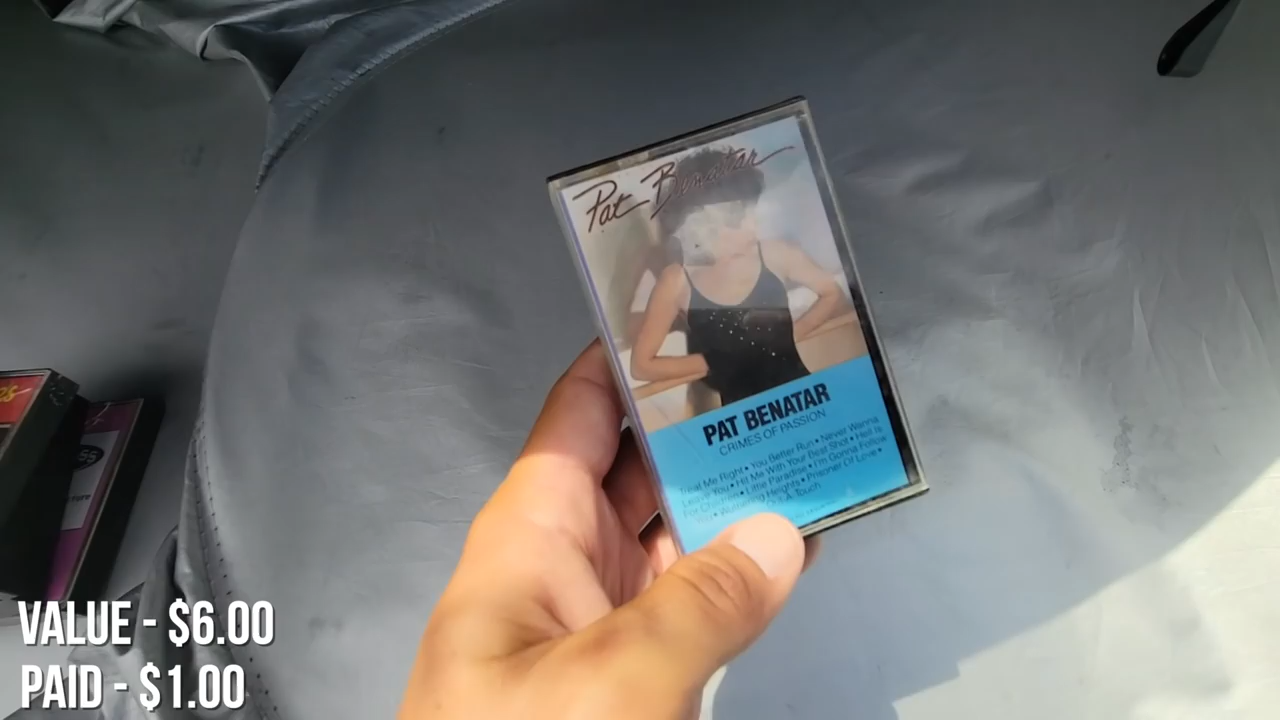 Pat Benatar
PAT BENATAR
CRIMES OF PASSION
Treat Me Right • You Better Run • Never Wanna
Leave You • Hit Me With Your Best Shot • Hell Is
For Children • Little Paradise • I'm Gonna Follow
You • Wuthering Heights • Prisoner Of Love •
Touch
VALUE - $6.00
PAID - $1.00